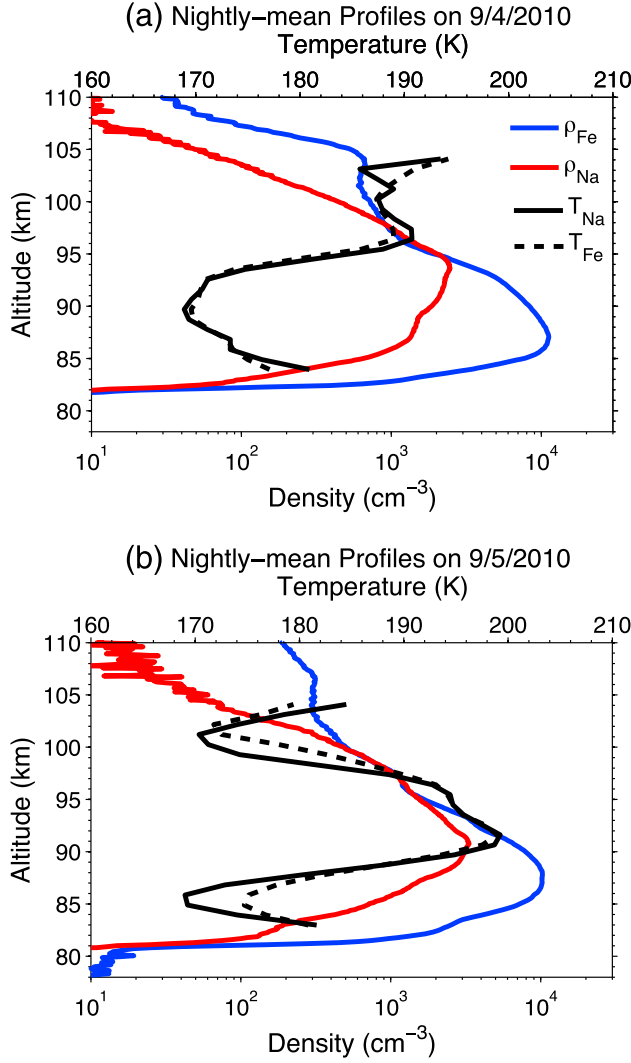 (a) Nightly−mean Profiles on 9/4/2010
Temperature (K)
160 170 180 190 200 210
110
105
100
95
90
85
80
Altitude (km)
ρFe
ρNa
TNa
TFe
10¹ 10² 10³ 10⁴
Density (cm⁻³)
(b) Nightly−mean Profiles on 9/5/2010
Temperature (K)
160 170 180 190 200 210
110
105
100
95
90
85
80
Altitude (km)
10¹ 10² 10³ 10⁴
Density (cm⁻³)